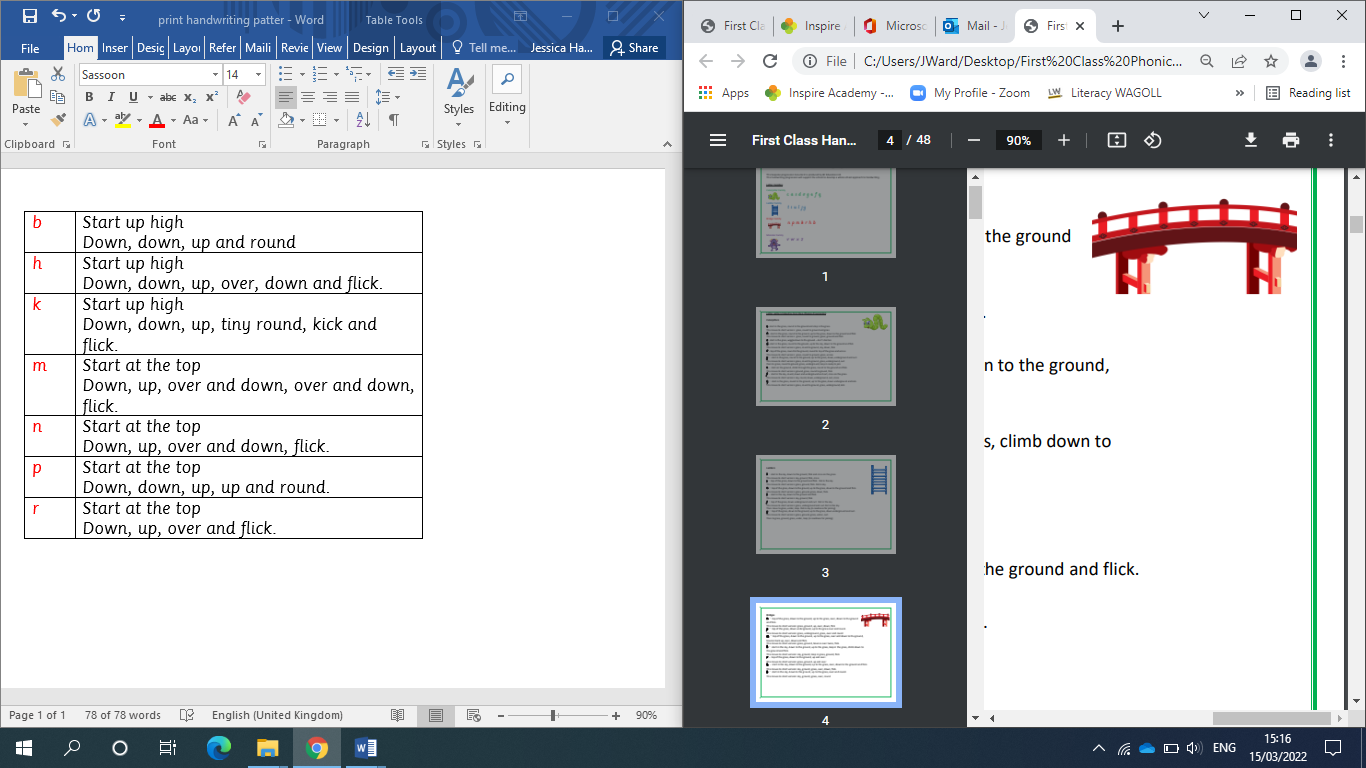 print handwriting patter - Word
Table Tools
File
Hom
Inser
Desig
Layou
Refer
Maili
Revie
View
Design
Layout
Tell me...
Jessica Ha...
Share
Paste
Sassoon
14
B I U abc x₂ x²
A ab A Aa A A
Styles
Editing
Clipboard
Font
Paragraph
Styles
b Start up high
Down, down, up and round
h Start up high
Down, down, up, over, down and flick.
k Start up high
Down, down, up, tiny round, kick and
flick.
m Start at the top
Down, up, over and down, over and down,
flick.
n Start at the top
Down, up, over and down, flick.
p Start at the top
Down, down, up, up and round.
r Start at the top
Down, up, over and flick.
Page 1 of 1
78 of 78 words
English (United Kingdom)
90%
First Cla
Inspire A
Microso
Mail - J
First
File
C:/Users/JWard/Desktop/First%20Class%20Phonic...
Apps
Inspire Academy -...
My Profile - Zoom
LW Literacy WAGOLL
»
Reading list
First Class Han...
4 / 48
90%
1
2
3
4
the ground
.
n to the ground,
s, climb down to
the ground and flick.
.
ENG
15:16
15/03/2022